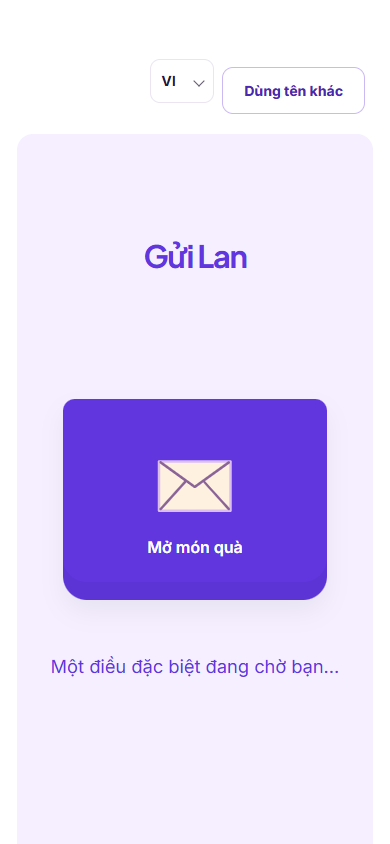 VI
Dùng tên khác
Gửi Lan
Mở món quà
Một điều đặc biệt đang chờ bạn...